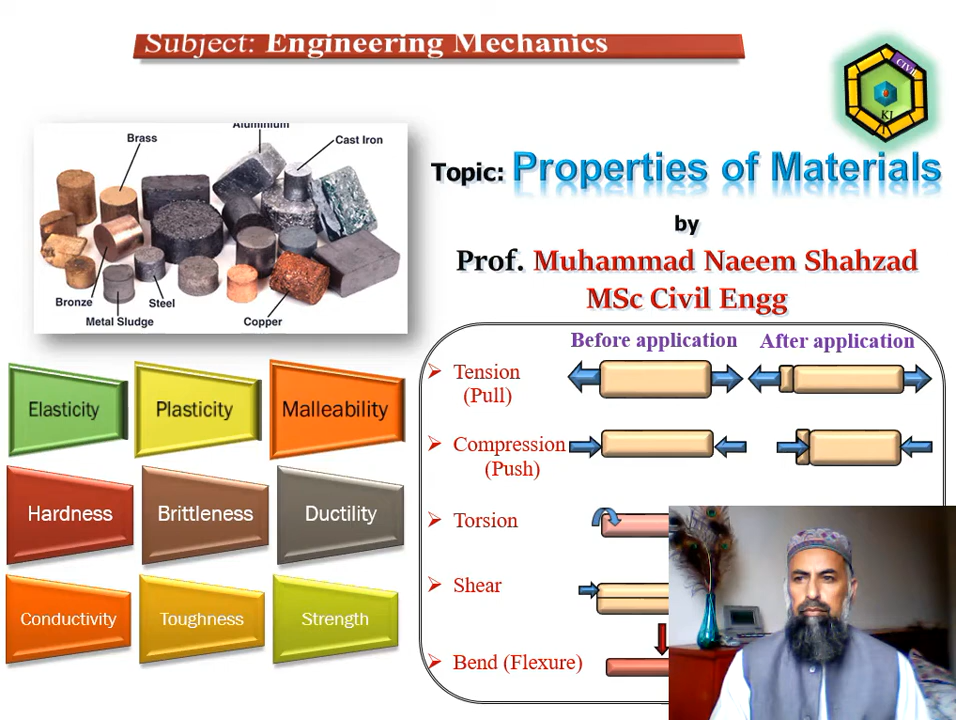 Subject: Engineering Mechanics
CIVIL
KJ
Topic: Properties of Materials
by
Prof. Muhammad Naeem Shahzad
MSc Civil Engg
Aluminium
Brass
Cast Iron
Bronze
Steel
Metal Sludge
Copper
Elasticity
Plasticity
Malleability
Hardness
Brittleness
Ductility
Conductivity
Toughness
Strength
Before application
After application
Tension
(Pull)
Compression
(Push)
Torsion
Shear
Bend (Flexure)